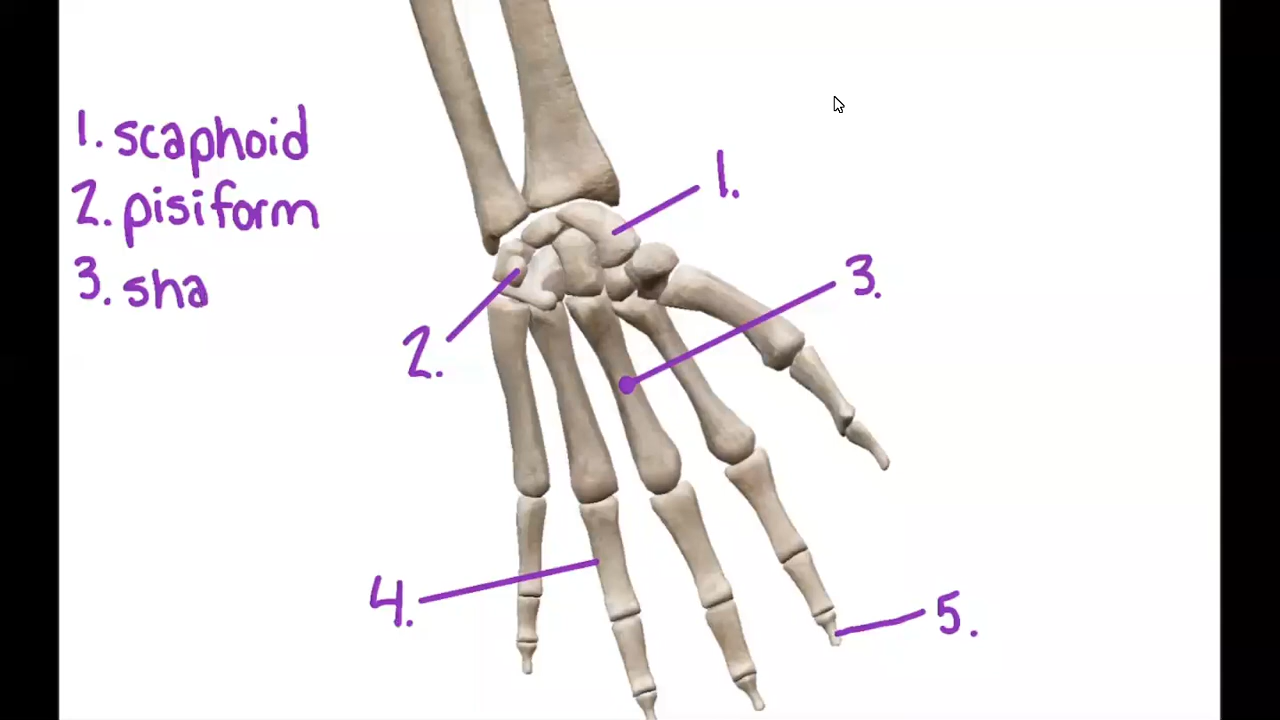 1. scaphoid
2. pisiform
3. sha
1.
3.
2.
4.
5.